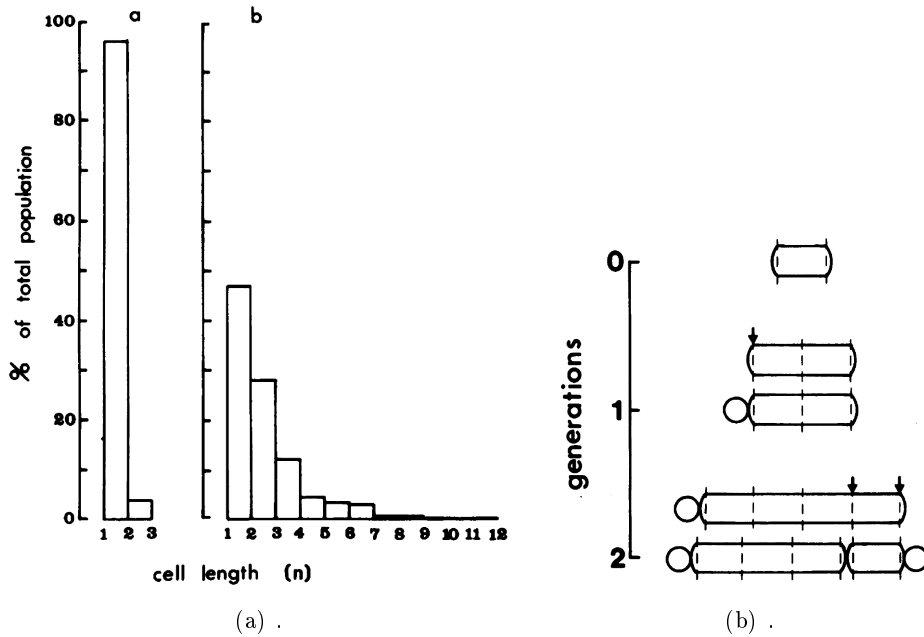 a b
% of total population
100
80
60
40
20
0
1 2 3
1 2 3 4 5 6 7 8 9 10 11 12
cell length (n)
(a) .
generations
0
1
2
(b) .